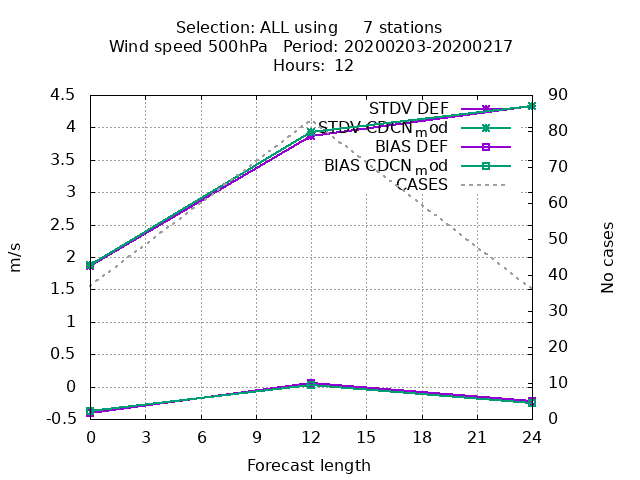 Selection: ALL using     7 stations
Wind speed 500hPa   Period: 20200203-20200217
Hours:  12
4.5
4
3.5
3
2.5
2
1.5
1
0.5
0
-0.5
m/s
STDV DEF
STDV CDCN_mod
BIAS DEF
BIAS CDCN_mod
CASES
90
80
70
60
50
40
30
20
10
0
No cases
0 3 6 9 12 15 18 21 24
Forecast length